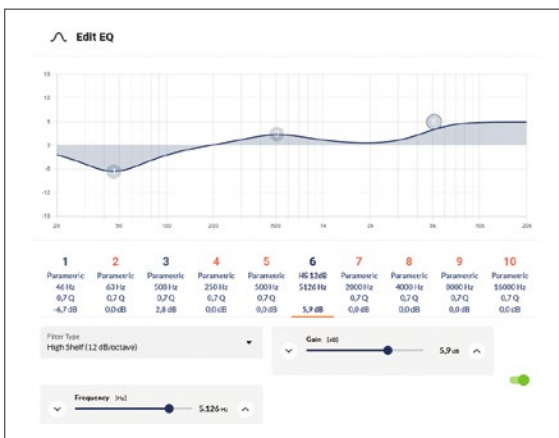 Edit EQ
18
12
6
0
-6
-12
-18
20 50 100 200 500 1k 2k 5k 10k 20k
1 2 3 4 5 6 7 8 9 10
Parametric Parametric Parametric Parametric Parametric HS 12dB Parametric Parametric Parametric Parametric
46 Hz 63 Hz 500 Hz 250 Hz 500 Hz 5126 Hz 2000 Hz 4000 Hz 8000 Hz 16000 Hz
0,7 Q 0,7 Q 0,7 Q 0,7 Q 0,7 Q 0,7 Q 0,7 Q 0,7 Q 0,7 Q
-6,7 dB 0,0 dB 2,8 dB 0,0 dB 0,0 dB 5,9 dB 0,0 dB 0,0 dB 0,0 dB 0,0 dB
Filter Type
High Shelf (12 dB/octave)
Gain [dB]
5,9 dB
Frequency [Hz]
5.126 Hz